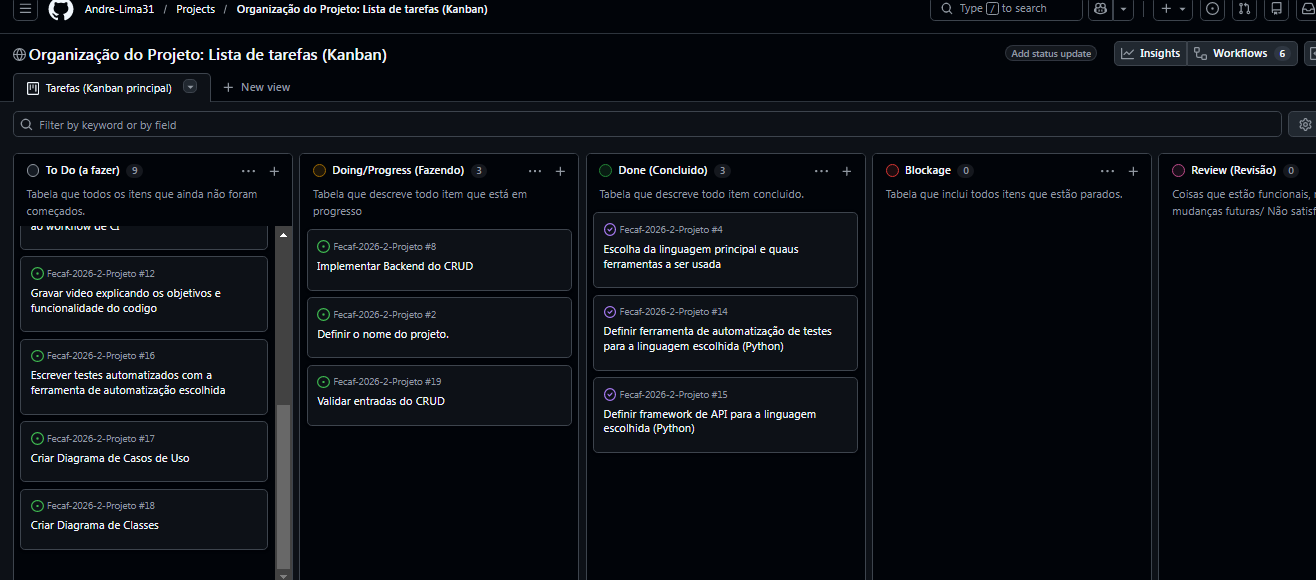 Andre-Lima31 / Projects / Organização do Projeto: Lista de tarefas (Kanban)
Type / to search
Organização do Projeto: Lista de tarefas (Kanban)
Add status update
Insights
Workflows 6
Tarefas (Kanban principal)
New view
Filter by keyword or by field
To Do (a fazer) 9
Tabela que todos os itens que ainda não foram
começados.
ao workflow de CI
Fecaf-2026-2-Projeto #12
Gravar video explicando os objetivos e
funcionalidade do codigo
Fecaf-2026-2-Projeto #16
Escrever testes automatizados com a
ferramenta de automatização escolhida
Fecaf-2026-2-Projeto #17
Criar Diagrama de Casos de Uso
Fecaf-2026-2-Projeto #18
Criar Diagrama de Classes
Doing/Progress (Fazendo) 3
Tabela que descreve todo item que está em
progresso
Fecaf-2026-2-Projeto #8
Implementar Backend do CRUD
Fecaf-2026-2-Projeto #2
Definir o nome do projeto.
Fecaf-2026-2-Projeto #19
Validar entradas do CRUD
Done (Concluido) 3
Tabela que descreve todo item concluido.
Fecaf-2026-2-Projeto #4
Escolha da linguagem principal e quaus
ferramentas a ser usada
Fecaf-2026-2-Projeto #14
Definir ferramenta de automatização de testes
para a linguagem escolhida (Python)
Fecaf-2026-2-Projeto #15
Definir framework de API para a linguagem
escolhida (Python)
Blockage 0
Tabela que inclui todos itens que estão parados.
Review (Revisão) 0
Coisas que estão funcionais,
mudanças futuras/ Não satisf